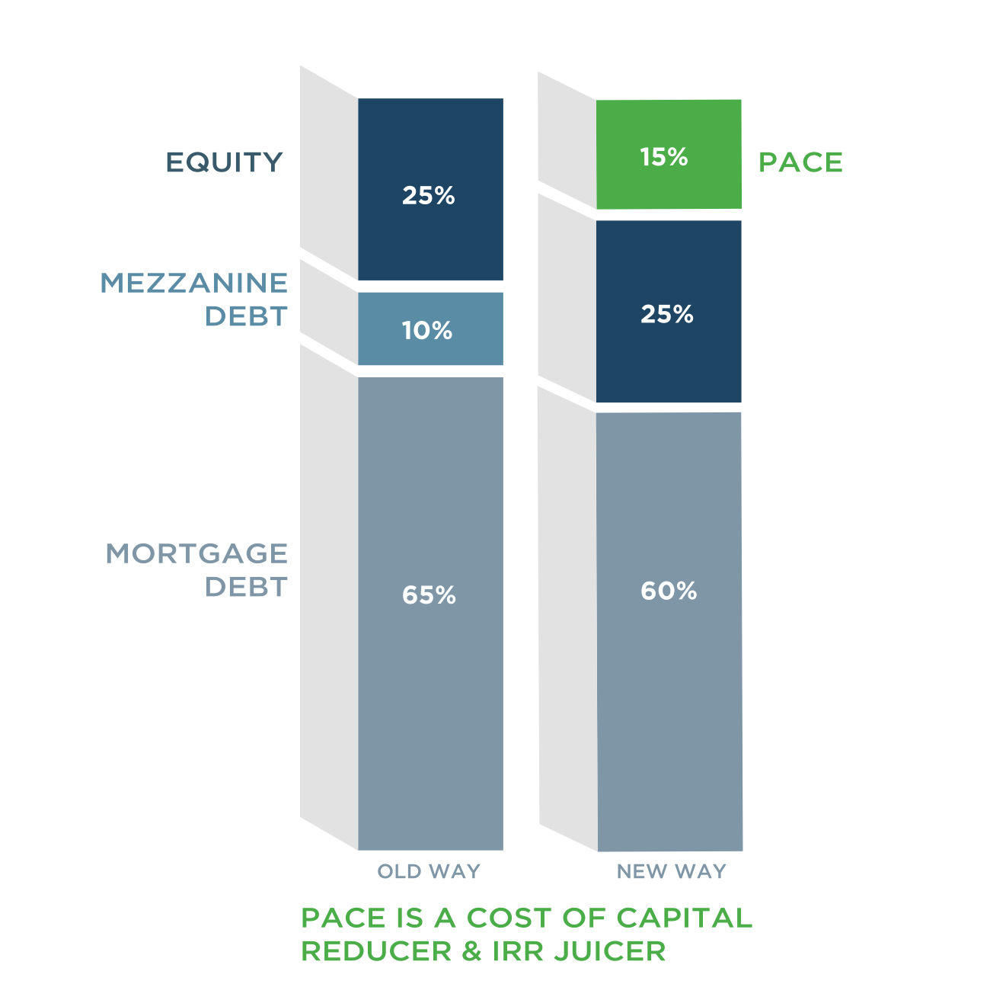 EQUITY
25%
MEZZANINE
DEBT
10%
MORTGAGE
DEBT
65%
OLD WAY
15%
PACE
25%
60%
NEW WAY
PACE IS A COST OF CAPITAL
REDUCER & IRR JUICER